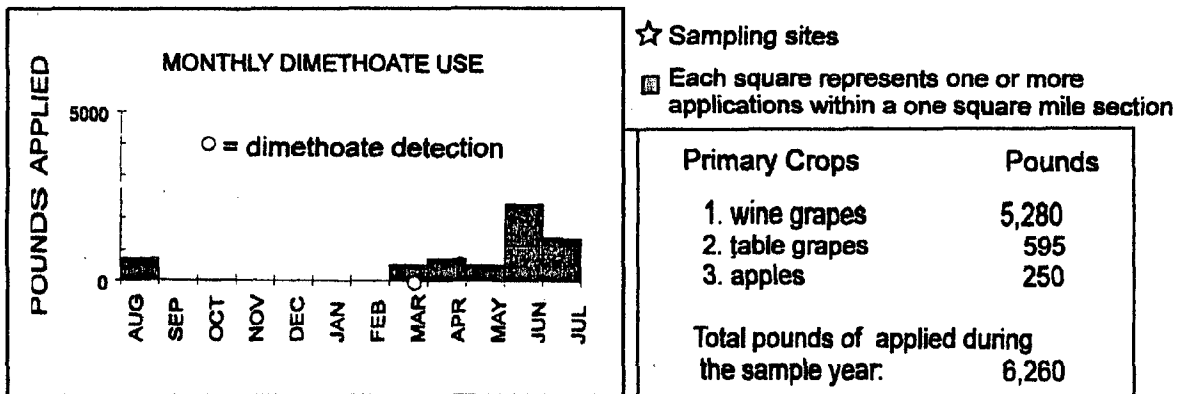 MONTHLY DIMETHOATE USE
POUNDS APPLIED
5000
○ = dimethoate detection
0
AUG
SEP
OCT
NOV
DEC
JAN
FEB
MAR
APR
MAY
JUN
JUL
☆ Sampling sites
Each square represents one or more
applications within a one square mile section
Primary Crops Pounds
1. wine grapes 5,280
2. table grapes 595
3. apples 250
Total pounds of applied during
the sample year: 6,260